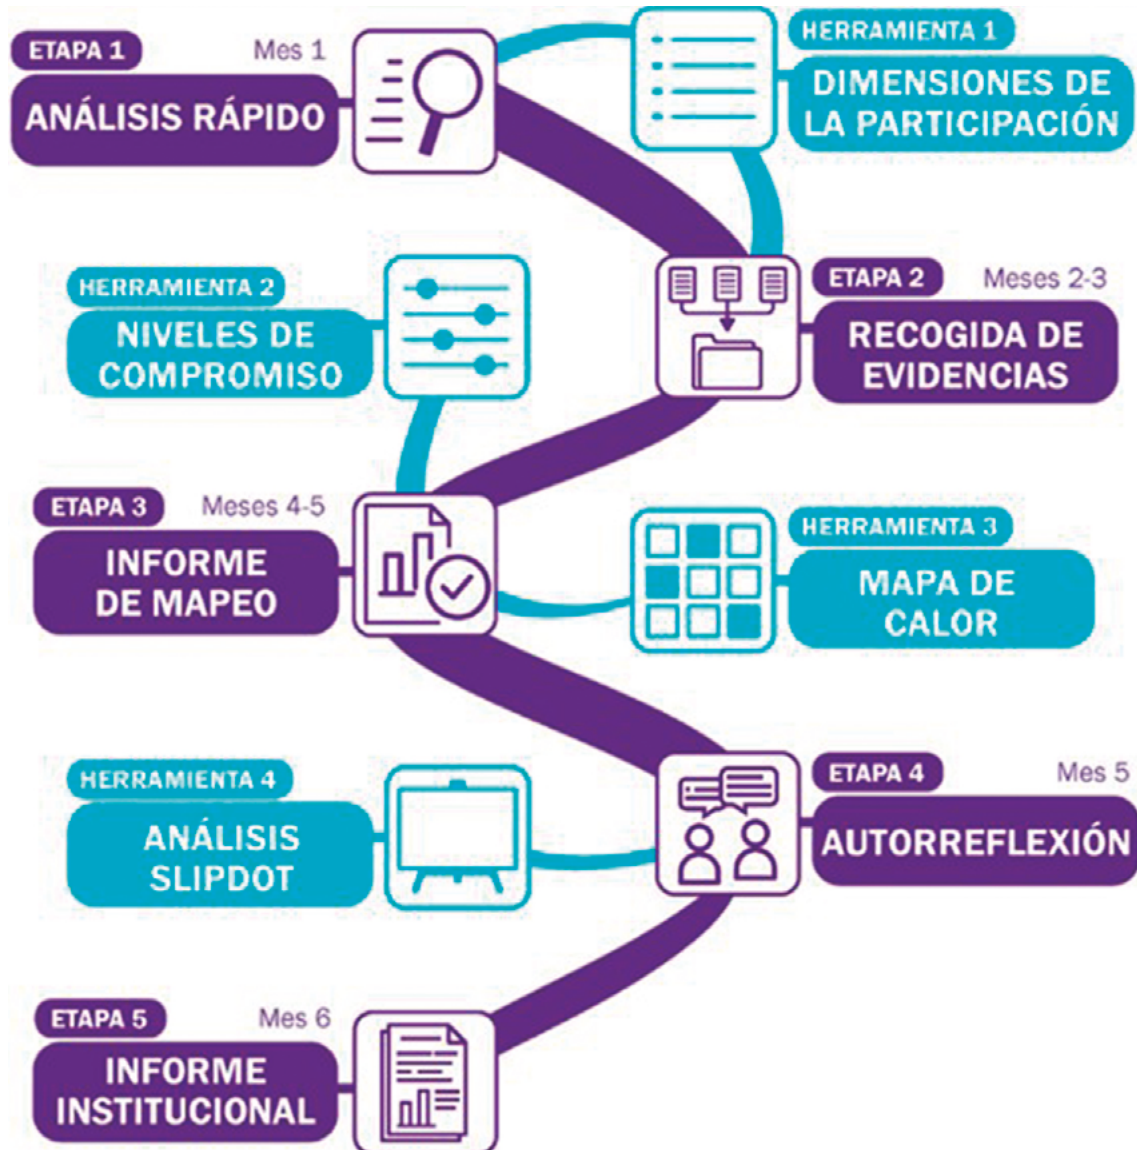 ETAPA 1
Mes 1
ANÁLISIS RÁPIDO
HERRAMIENTA 1
DIMENSIONES DE
LA PARTICIPACIÓN
HERRAMIENTA 2
NIVELES DE
COMPROMISO
ETAPA 2
Meses 2-3
RECOGIDA DE
EVIDENCIAS
ETAPA 3
Meses 4-5
INFORME
DE MAPEO
HERRAMIENTA 3
MAPA DE
CALOR
HERRAMIENTA 4
ANÁLISIS
SLIPDOT
ETAPA 4
Mes 5
AUTORREFLEXIÓN
ETAPA 5
Mes 6
INFORME
INSTITUCIONAL